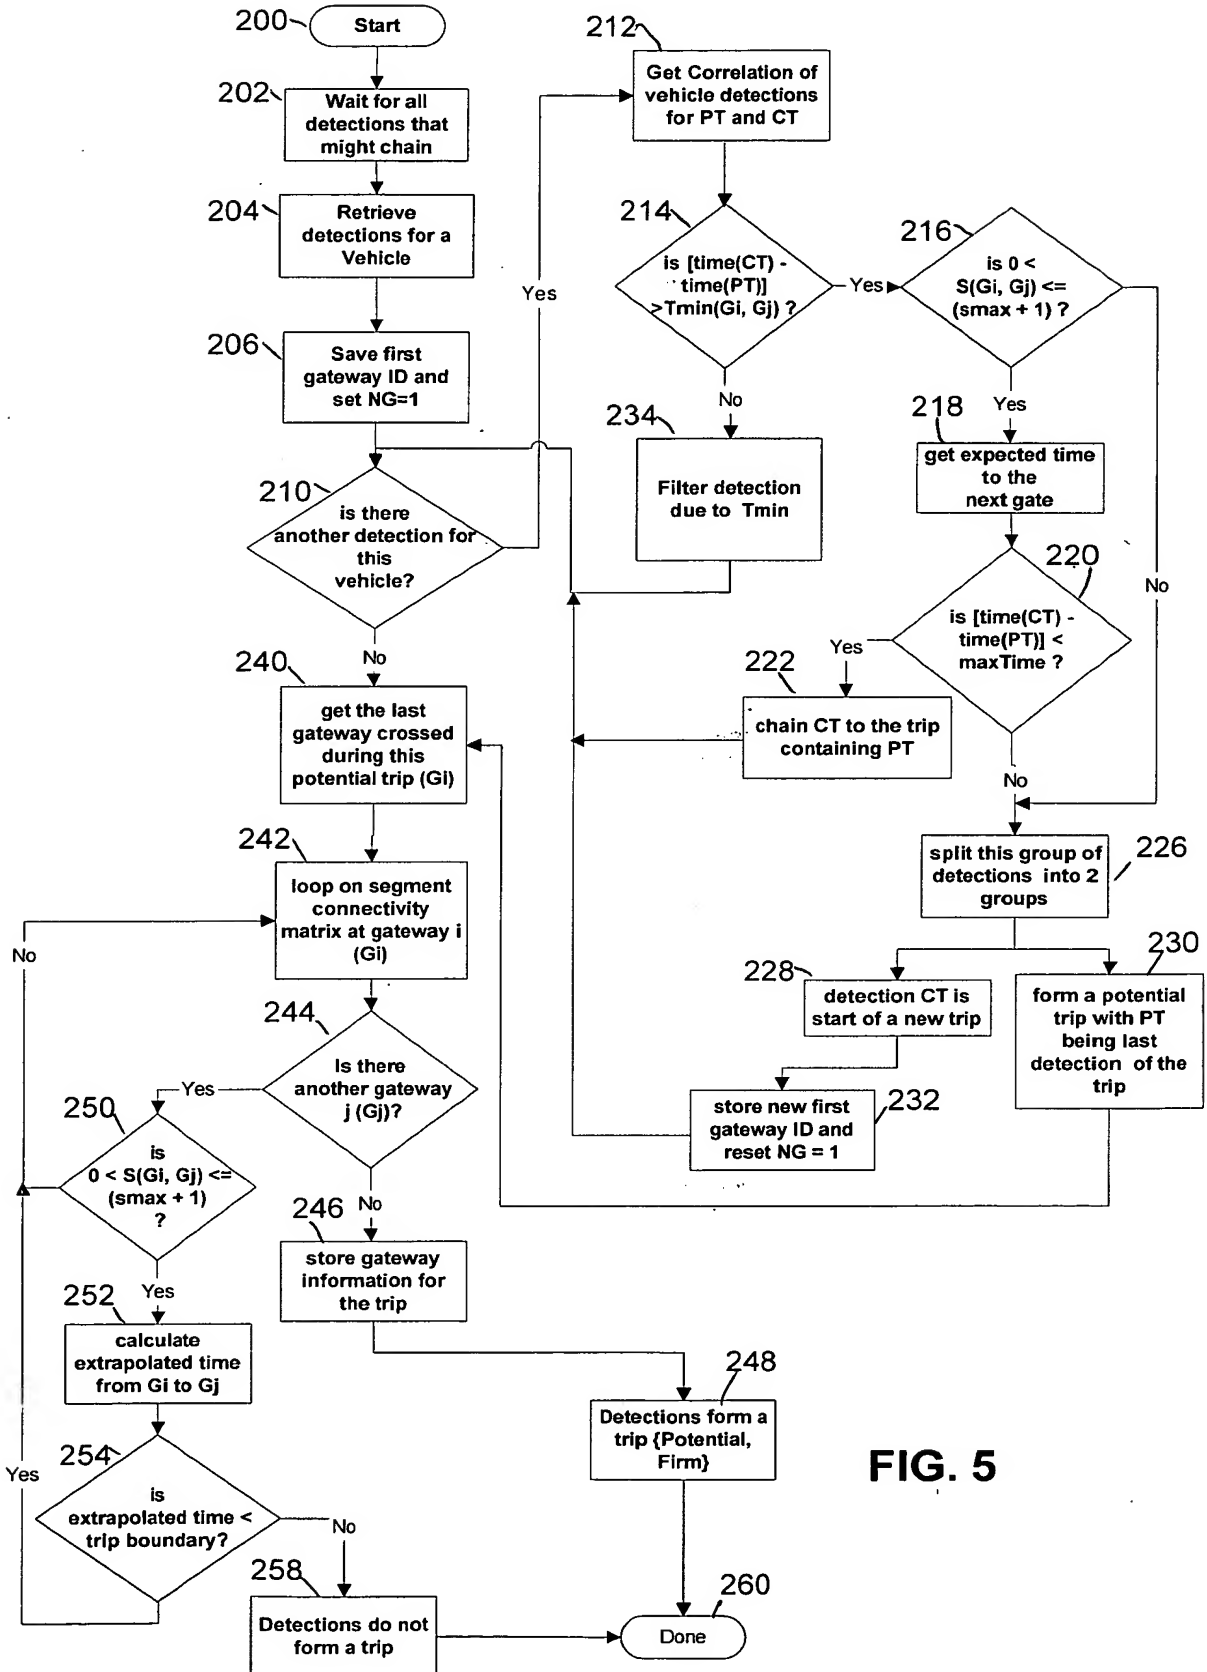 200
Start
202
Wait for all
detections that
might chain
204
Retrieve
detections for a
Vehicle
206
Save first
gateway ID and
set NG=1
210
is there
another detection for
this
vehicle?
Yes
No
212
Get Correlation of
vehicle detections
for PT and CT
214
is [time(CT) -
time(PT)]
>Tmin(Gi, Gj) ?
Yes
No
216
is 0 <
S(Gi, Gj) <=
(smax + 1) ?
Yes
No
234
Filter detection
due to Tmin
218
get expected time
to the
next gate
220
is [time(CT) -
time(PT)] <
maxTime ?
Yes
No
222
chain CT to the trip
containing PT
226
split this group of
detections into 2
groups
228
detection CT is
start of a new trip
230
form a potential
trip with PT
being last
detection of the
trip
232
store new first
gateway ID and
reset NG = 1
240
get the last
gateway crossed
during this
potential trip (Gi)
242
loop on segment
connectivity
matrix at gateway i
(Gi)
244
Is there
another gateway
j (Gj)?
Yes
No
250
is
0 < S(Gi, Gj) <=
(smax + 1)
?
No
Yes
246
store gateway
information for
the trip
252
calculate
extrapolated time
from Gi to Gj
248
Detections form a
trip {Potential,
Firm}
254
is
extrapolated time <
trip boundary?
Yes
No
258
Detections do not
form a trip
260
Done
FIG. 5